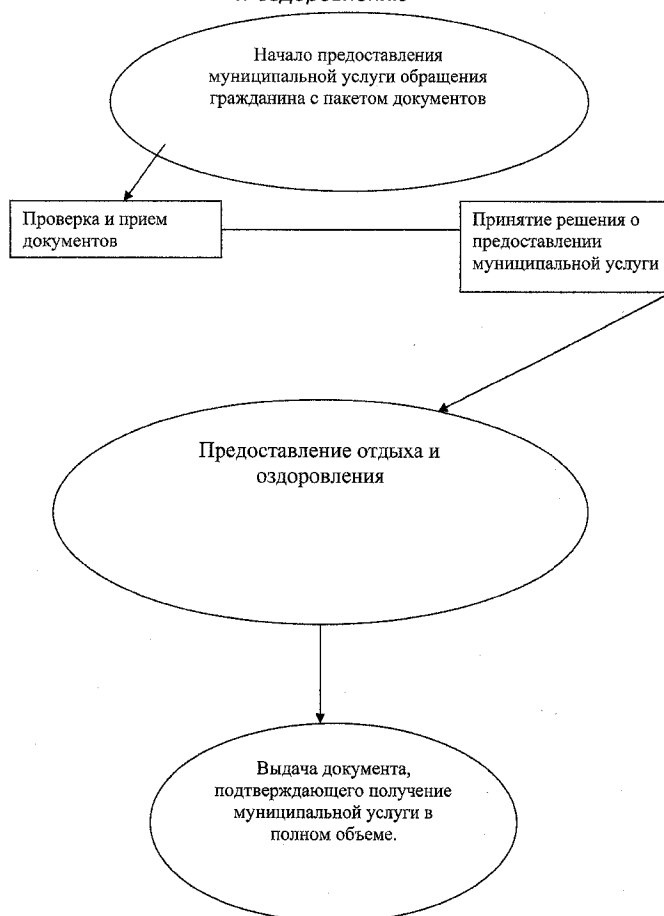 Начало предоставления
муниципальной услуги обращения
гражданина с пакетом документов
Проверка и прием
документов
Принятие решения о
предоставлении
муниципальной услуги
Предоставление отдыха и
оздоровления
Выдача документа,
подтверждающего получение
муниципальной услуги в
полном объеме.